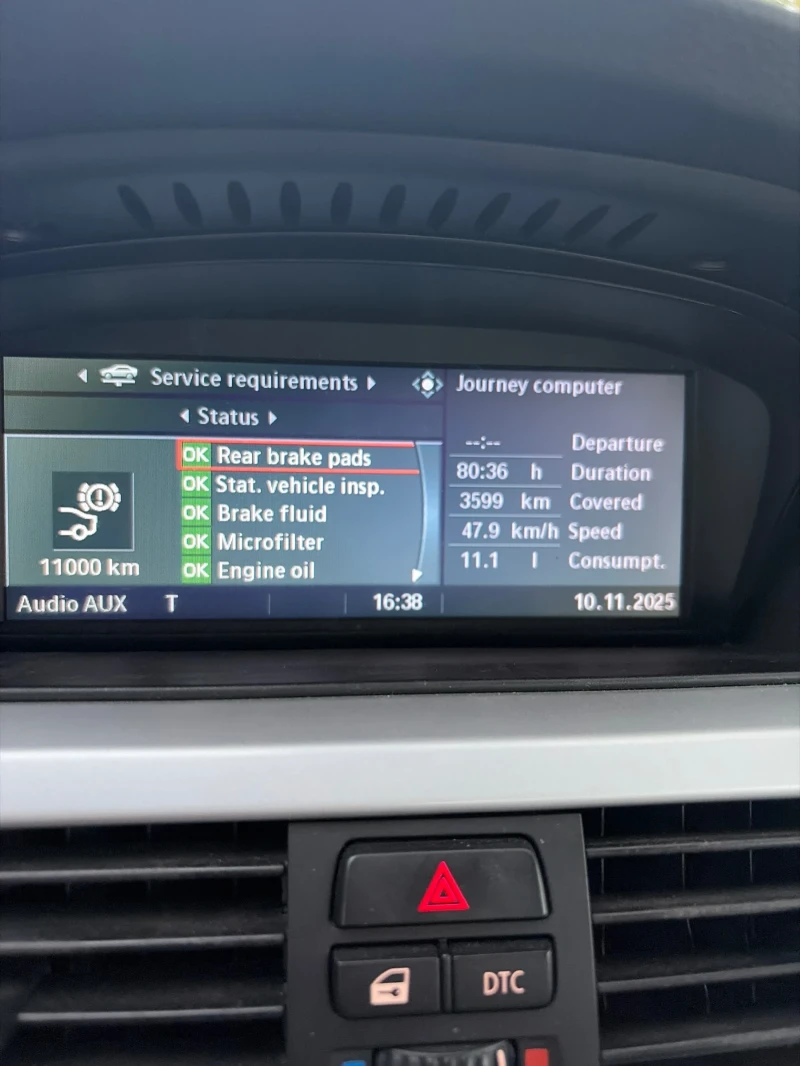 Service requirements
Status
OK Rear brake pads
OK Stat. vehicle insp.
OK Brake fluid
OK Microfilter
OK Engine oil
11000 km
Journey computer
--:-- Departure
80:36 h Duration
3599 km Covered
47.9 km/h Speed
11.1 l Consumpt.
Audio AUX T 16:38 10.11.2025
DTC